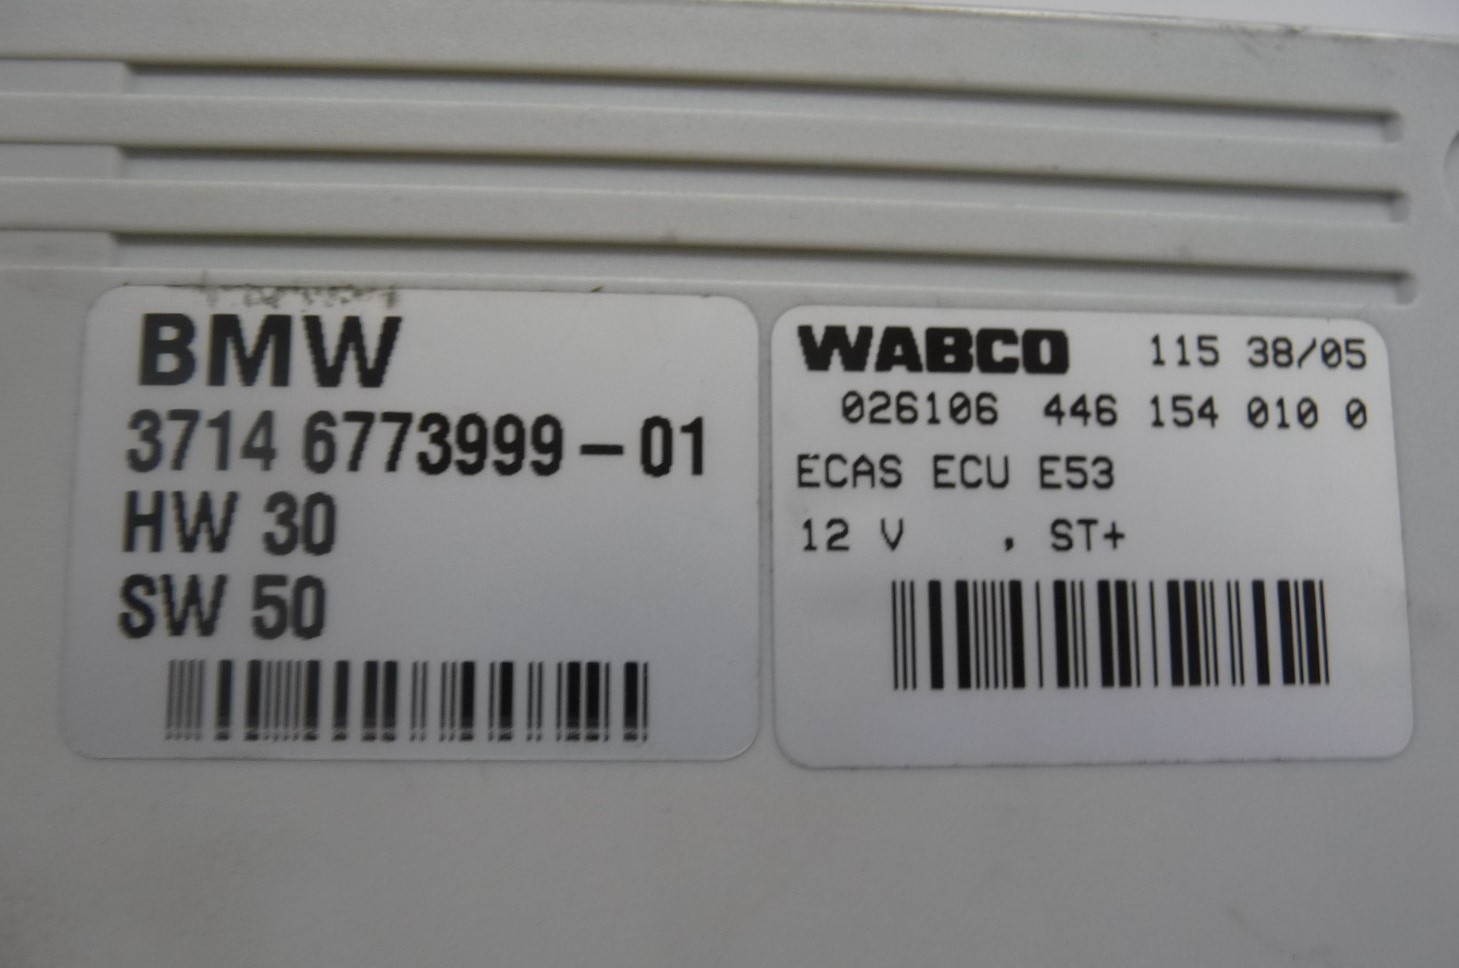 BMW
3714 6773999-01
HW 30
SW 50
WABCO 115 38/05
026106 446 154 010 0
ECAS ECU E53
12 V , ST+